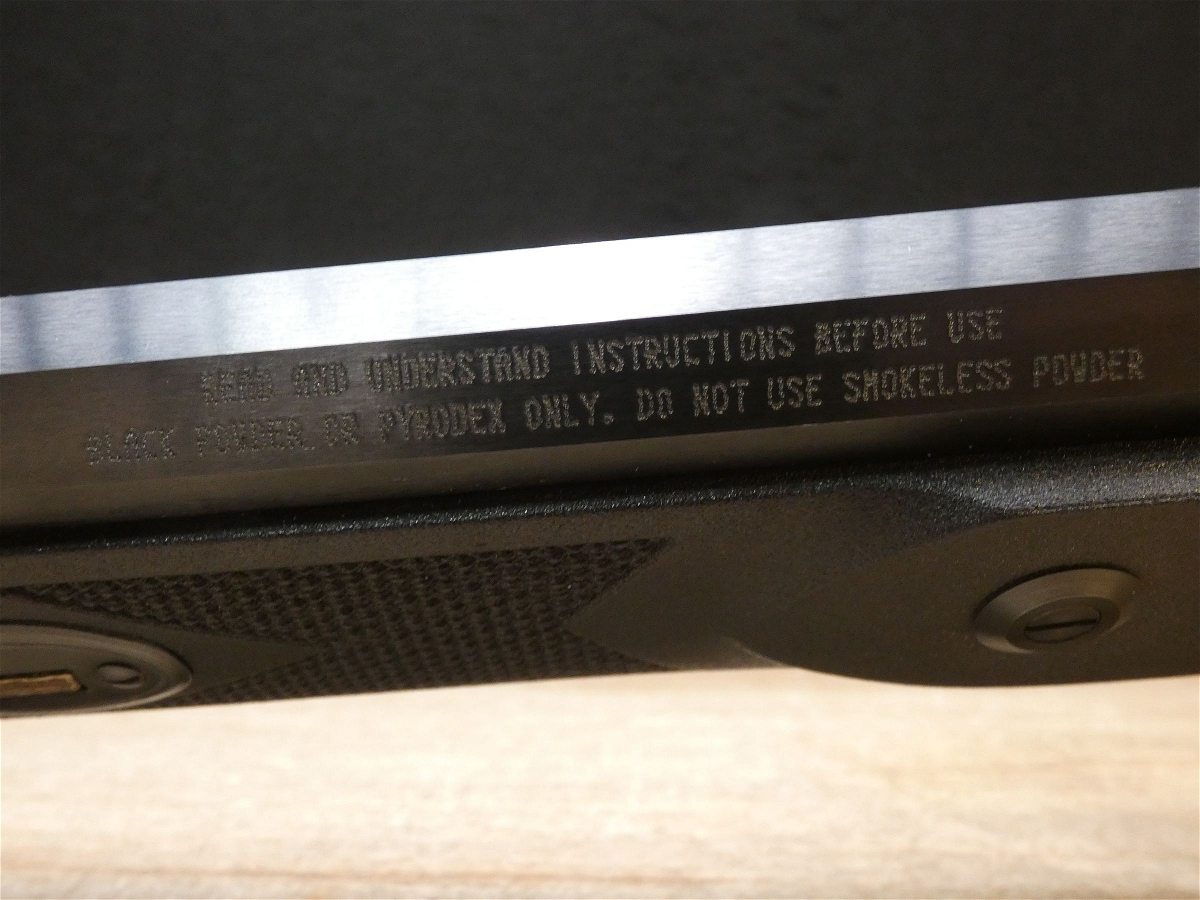 READ AND UNDERSTAND INSTRUCTIONS BEFORE USE
BLACK POWDER OR PYRODEX ONLY. DO NOT USE SMOKELESS POWDER